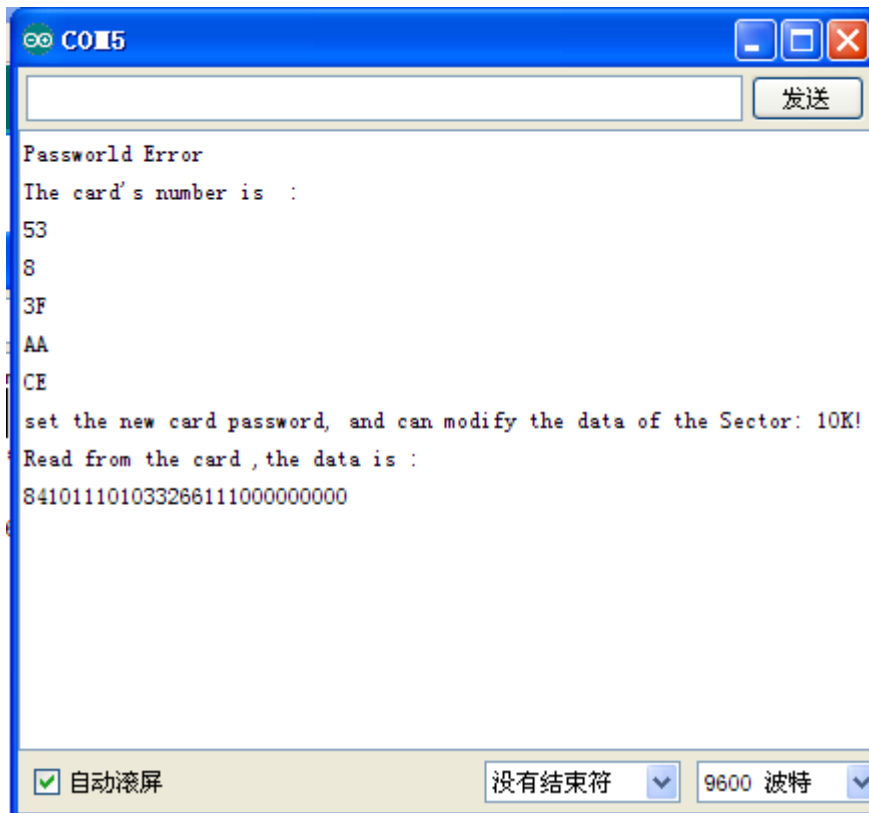 COM5
发送
Passworld Error
The card's number is  :
53
8
3F
AA
CE
set the new card password, and can modify the data of the Sector: 1OK!
Read from the card ,the data is :
8410111010332661110000000000
自动滚屏
没有结束符
9600 波特